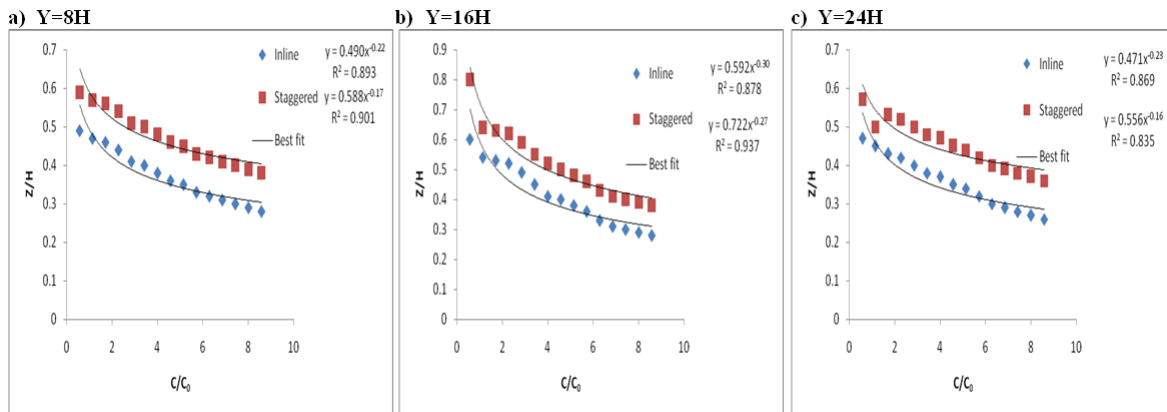 a) Y=8H
0.7
0.6
0.5
0.4
0.3
0.2
0.1
0
0 2 4 6 8 10
z/H
C/C₀
Inline
y = 0.490x^-0.22
R² = 0.893
Staggered
y = 0.588x^-0.17
R² = 0.901
Best fit
b) Y=16H
0.9
0.8
0.7
0.6
0.5
0.4
0.3
0.2
0.1
0
0 2 4 6 8 10
z/H
C/C₀
Inline
y = 0.592x^-0.30
R² = 0.878
Staggered
y = 0.722x^-0.27
R² = 0.937
Best fit
c) Y=24H
0.7
0.6
0.5
0.4
0.3
0.2
0.1
0
0 2 4 6 8 10
z/H
C/C₀
Inline
y = 0.471x^-0.23
R² = 0.869
Staggered
y = 0.556x^-0.16
R² = 0.835
Best fit